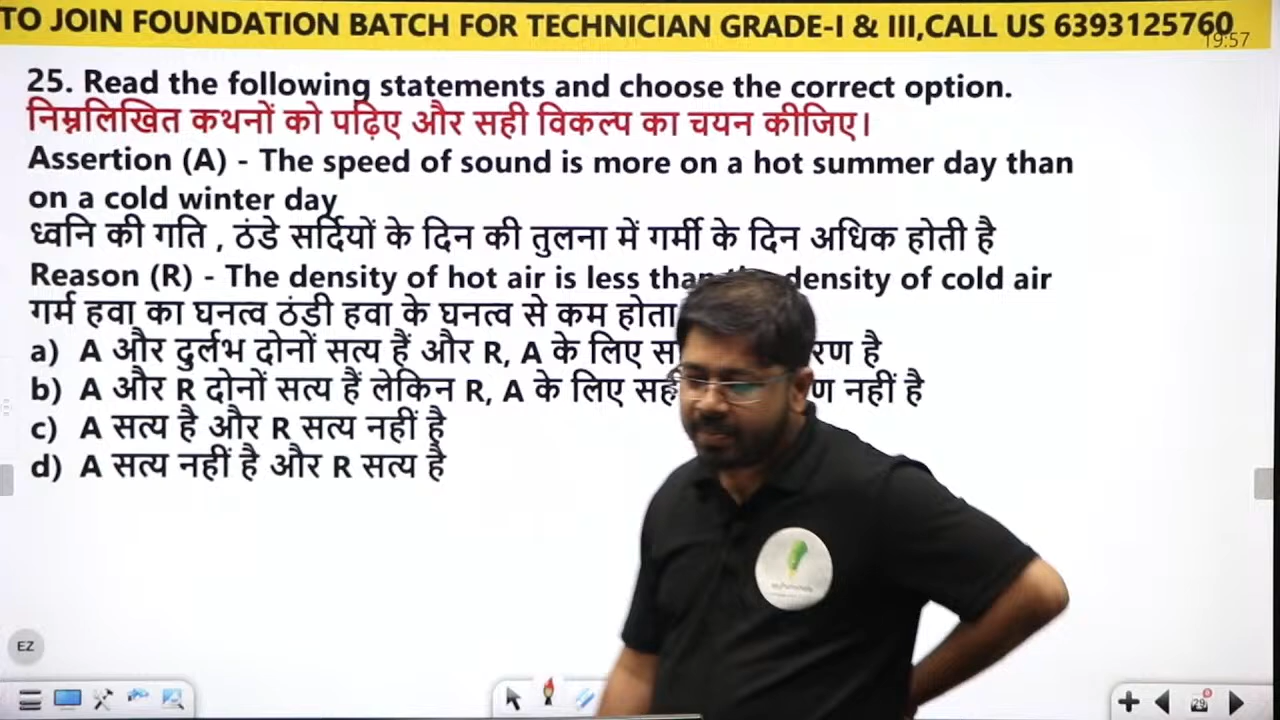 TO JOIN FOUNDATION BATCH FOR TECHNICIAN GRADE-I & III,CALL US 6393125760
19:57
25. Read the following statements and choose the correct option.
निम्नलिखित कथनों को पढ़िए और सही विकल्प का चयन कीजिए।
Assertion (A) - The speed of sound is more on a hot summer day than
on a cold winter day
ध्वनि की गति , ठंडे सर्दियों के दिन की तुलना में गर्मी के दिन अधिक होती है
Reason (R) - The density of hot air is less than density of cold air
गर्म हवा का घनत्व ठंडी हवा के घनत्व से कम होता
a) A और दुर्लभ दोनों सत्य हैं और R, A के लिए है
b) A और R दोनों सत्य हैं लेकिन R, A के लिए नहीं है
c) A सत्य है और R सत्य नहीं है
d) A सत्य नहीं है और R सत्य है
EZ
29